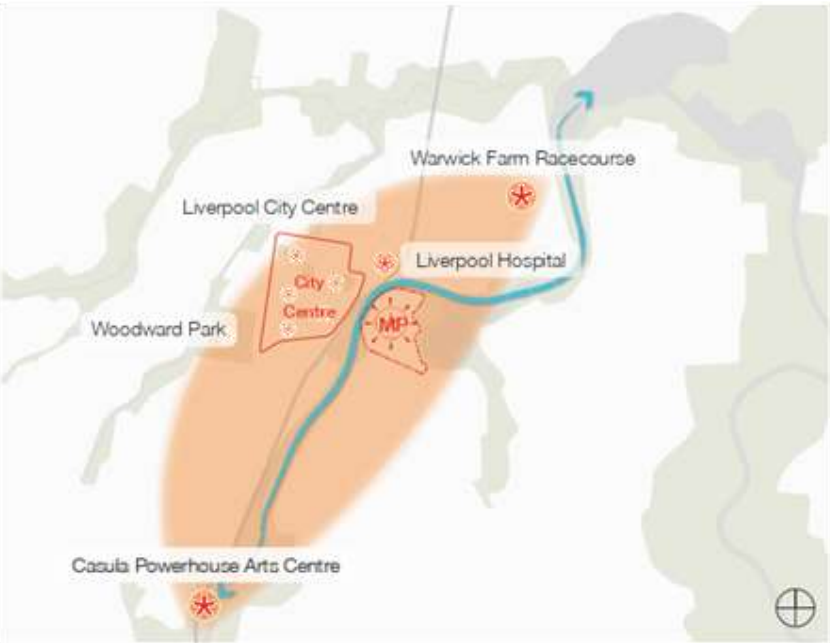 Warwick Farm Racecourse
Liverpool City Centre
Liverpool Hospital
City
Centre
MP
Woodward Park
Casula Powerhouse Arts Centre